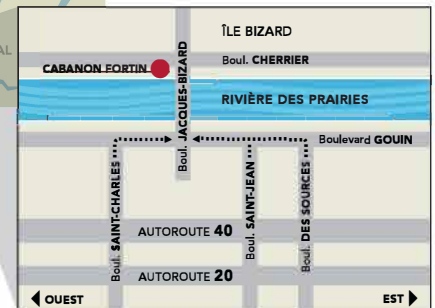 ÎLE BIZARD
AL
Boul. CHERRIER
CABANON FORTIN
Boul. JACQUES-BIZARD
RIVIÈRE DES PRAIRIES
Boulevard GOUIN
Boul. SAINT-CHARLES
Boul. SAINT-JEAN
Boul. DES SOURCES
AUTOROUTE 40
AUTOROUTE 20
OUEST
EST